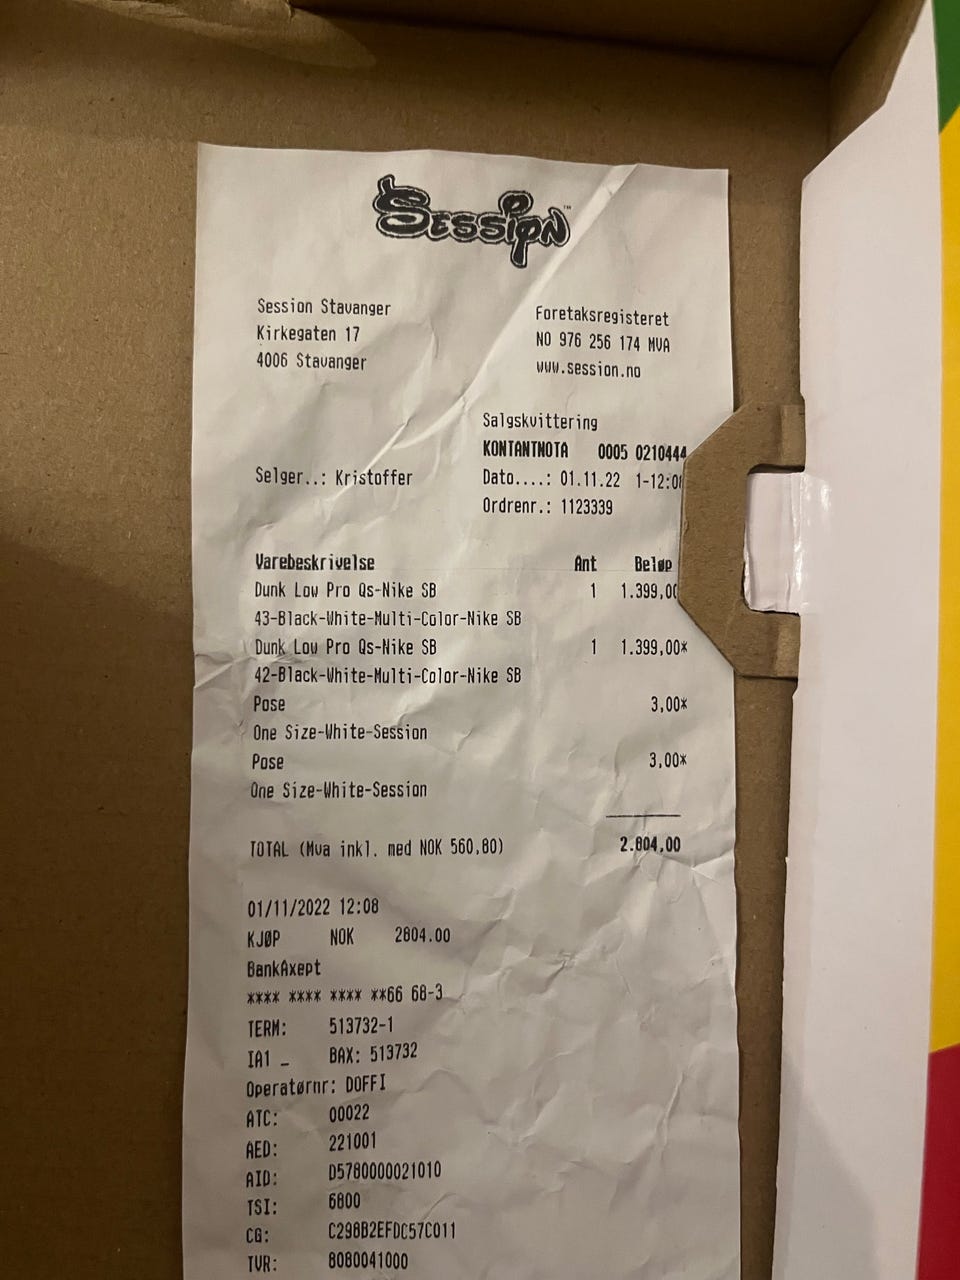 Session™
Session Stavanger
Kirkegaten 17
4006 Stavanger
Foretaksregisteret
NO 976 256 174 MVA
www.session.no
Salgskvittering
KONTANTNOTA 0005 0210444
Selger..: Kristoffer
Dato....: 01.11.22 1-12:0
Ordrenr.: 1123339
Varebeskrivelse Ant Beløp
Dunk Low Pro Qs-Nike SB 1 1.399,00
43-Black-White-Multi-Color-Nike SB
Dunk Low Pro Qs-Nike SB 1 1.399,00*
42-Black-White-Multi-Color-Nike SB
Pose 3,00*
One Size-White-Session
Pose 3,00*
One Size-White-Session
TOTAL (Mva inkl. med NOK 560,80) 2.804,00
01/11/2022 12:08
KJØP NOK 2804.00
BankAxept
**** **** **** **66 68-3
TERM: 513732-1
IA1 _ BAX: 513732
Operatørnr: DOFFI
ATC: 00022
AED: 221001
AID: D5780000021010
TSI: 6800
CG: C298B2EFDC57C011
TVR: 8080041000